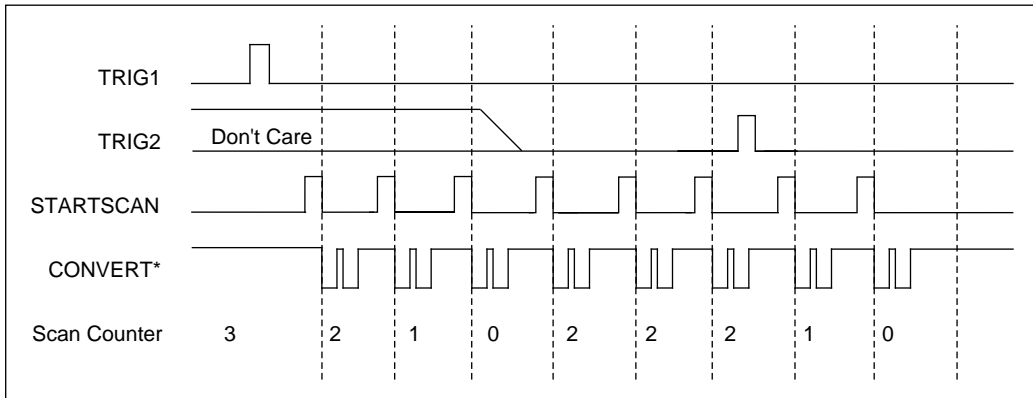 TRIG1
TRIG2 Don't Care
STARTSCAN
CONVERT*
Scan Counter 3 2 1 0 2 2 2 1 0